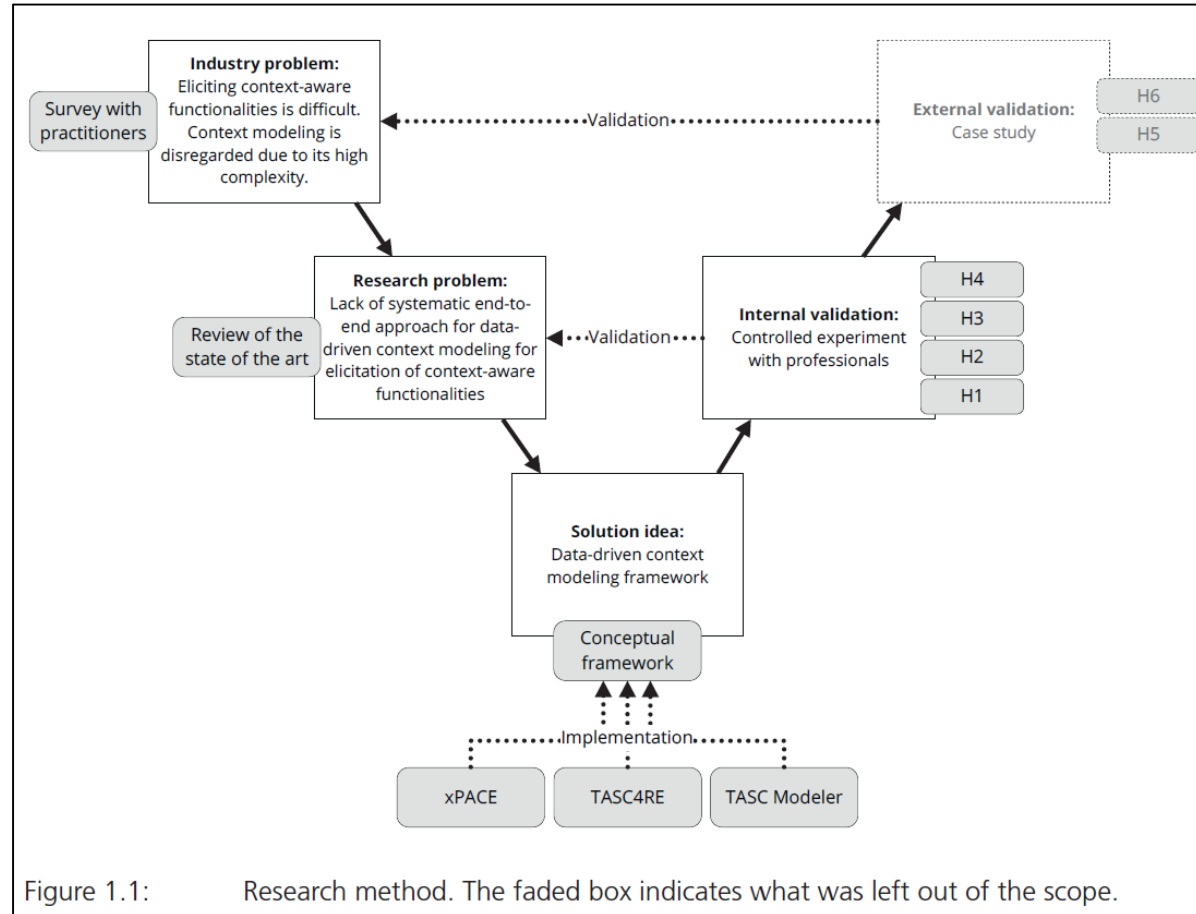 Industry problem:
Eliciting context-aware
functionalities is difficult.
Context modeling is
disregarded due to its high
complexity.
Survey with
practitioners
Validation
External validation:
Case study
H6
H5
Research problem:
Lack of systematic end-to-
end approach for data-
driven context modeling for
elicitation of context-aware
functionalities
Review of the
state of the art
Validation
Internal validation:
Controlled experiment
with professionals
H4
H3
H2
H1
Solution idea:
Data-driven context
modeling framework
Conceptual
framework
Implementation
xPACE
TASC4RE
TASC Modeler
Figure 1.1: Research method. The faded box indicates what was left out of the scope.